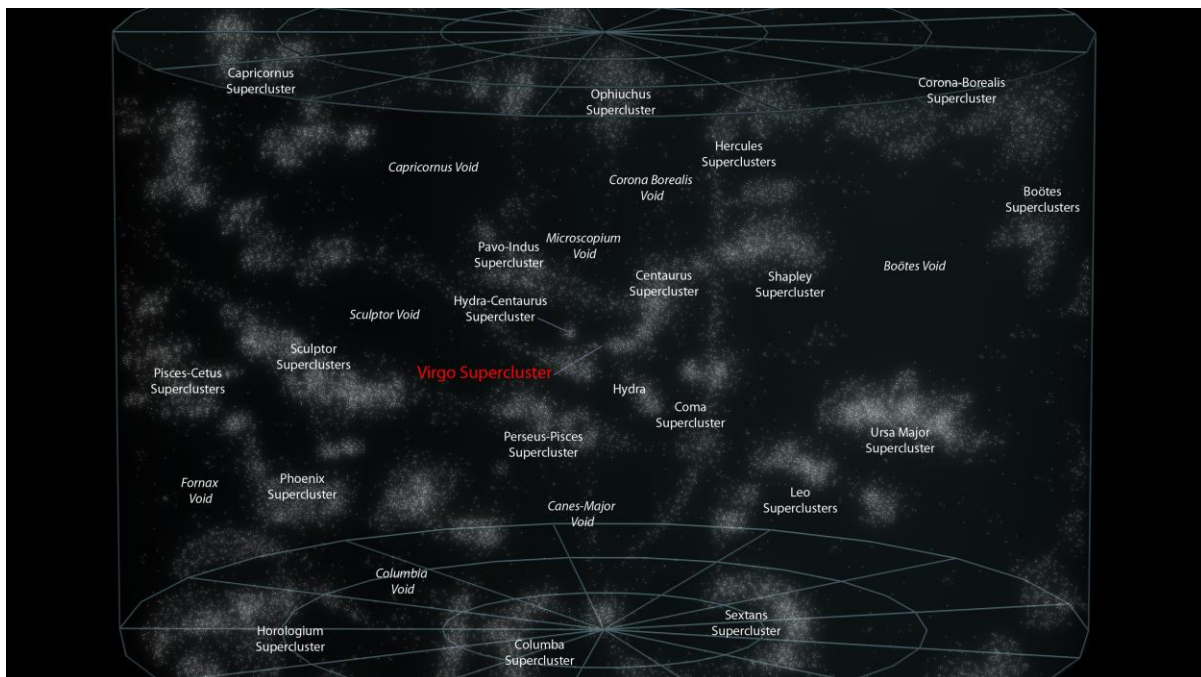 Capricornus
Supercluster
Ophiuchus
Supercluster
Corona-Borealis
Supercluster
Hercules
Superclusters
Capricornus Void
Corona Borealis
Void
Boötes
Superclusters
Microscopium
Void
Pavo-Indus
Supercluster
Centaurus
Supercluster
Shapley
Supercluster
Boötes Void
Hydra-Centaurus
Supercluster
Sculptor Void
Sculptor
Superclusters
Pisces-Cetus
Superclusters
Virgo Supercluster
Hydra
Coma
Supercluster
Perseus-Pisces
Supercluster
Ursa Major
Supercluster
Fornax
Void
Phoenix
Supercluster
Leo
Superclusters
Canes-Major
Void
Columbia
Void
Horologium
Supercluster
Columba
Supercluster
Sextans
Supercluster